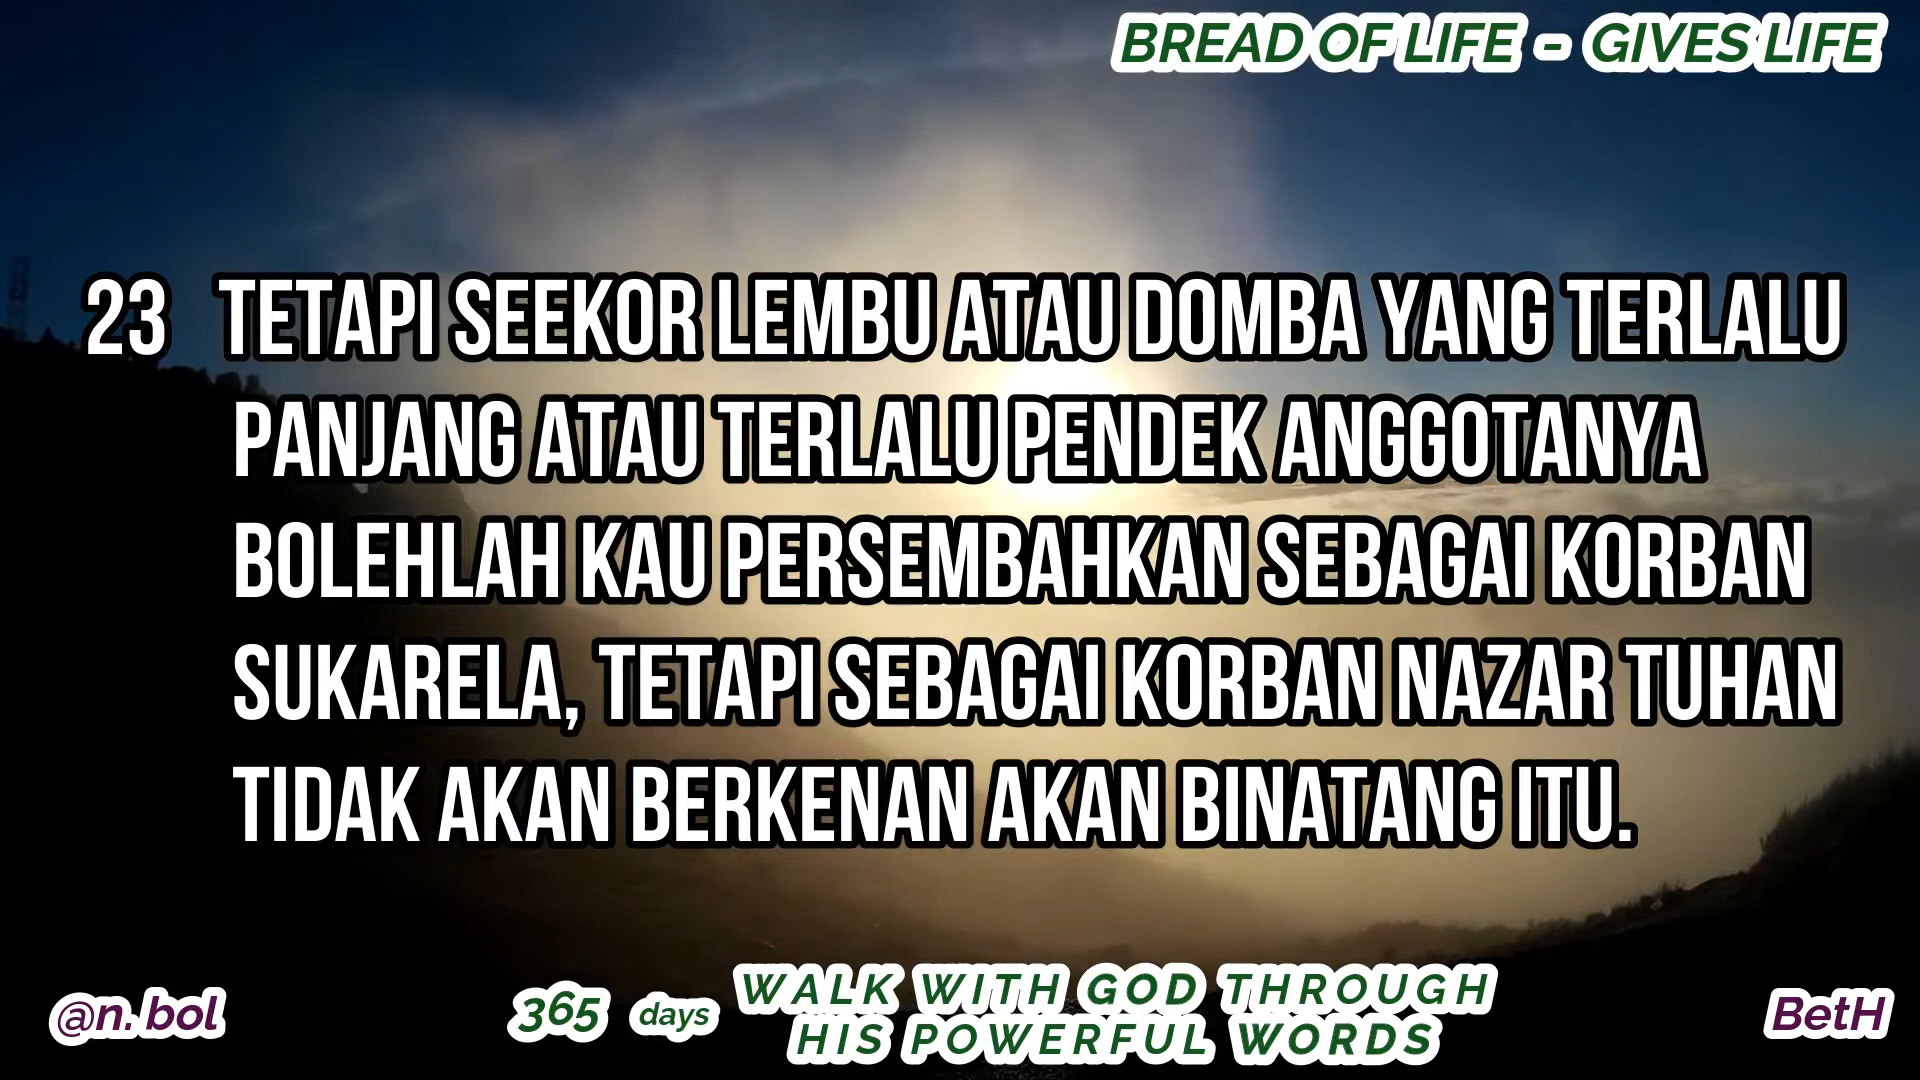 BREAD OF LIFE - GIVES LIFE
23 TETAPI SEEKOR LEMBU ATAU DOMBA YANG TERLALU
PANJANG ATAU TERLALU PENDEK ANGGOTANYA
BOLEHLAH KAU PERSEMBAHKAN SEBAGAI KORBAN
SUKARELA, TETAPI SEBAGAI KORBAN NAZAR TUHAN
TIDAK AKAN BERKENAN AKAN BINATANG ITU.
@n.bol
365 days
WALK WITH GOD THROUGH
HIS POWERFUL WORDS
BetH